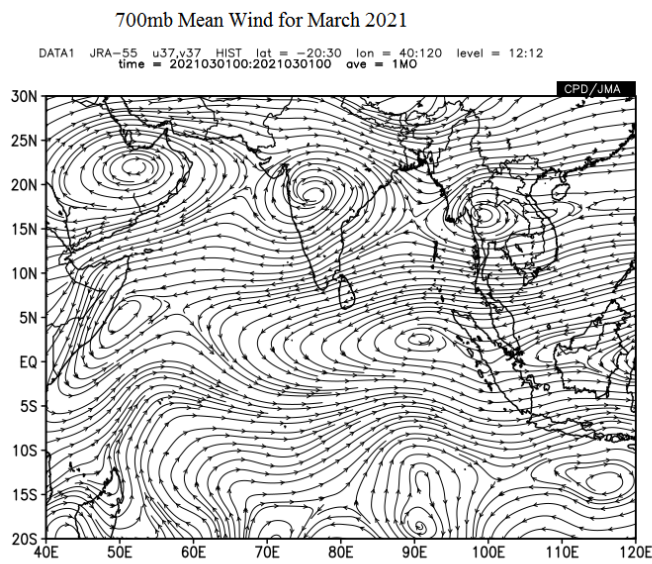 700mb Mean Wind for March 2021
DATA1 JRA-55 u37,v37 HIST lat = -20:30 lon = 40:120 level = 12:12
time = 2021030100:2021030100 ave = 1MO
CPD/JMA
30N
25N
20N
15N
10N
5N
EQ
5S
10S
15S
20S
40E 50E 60E 70E 80E 90E 100E 110E 120E